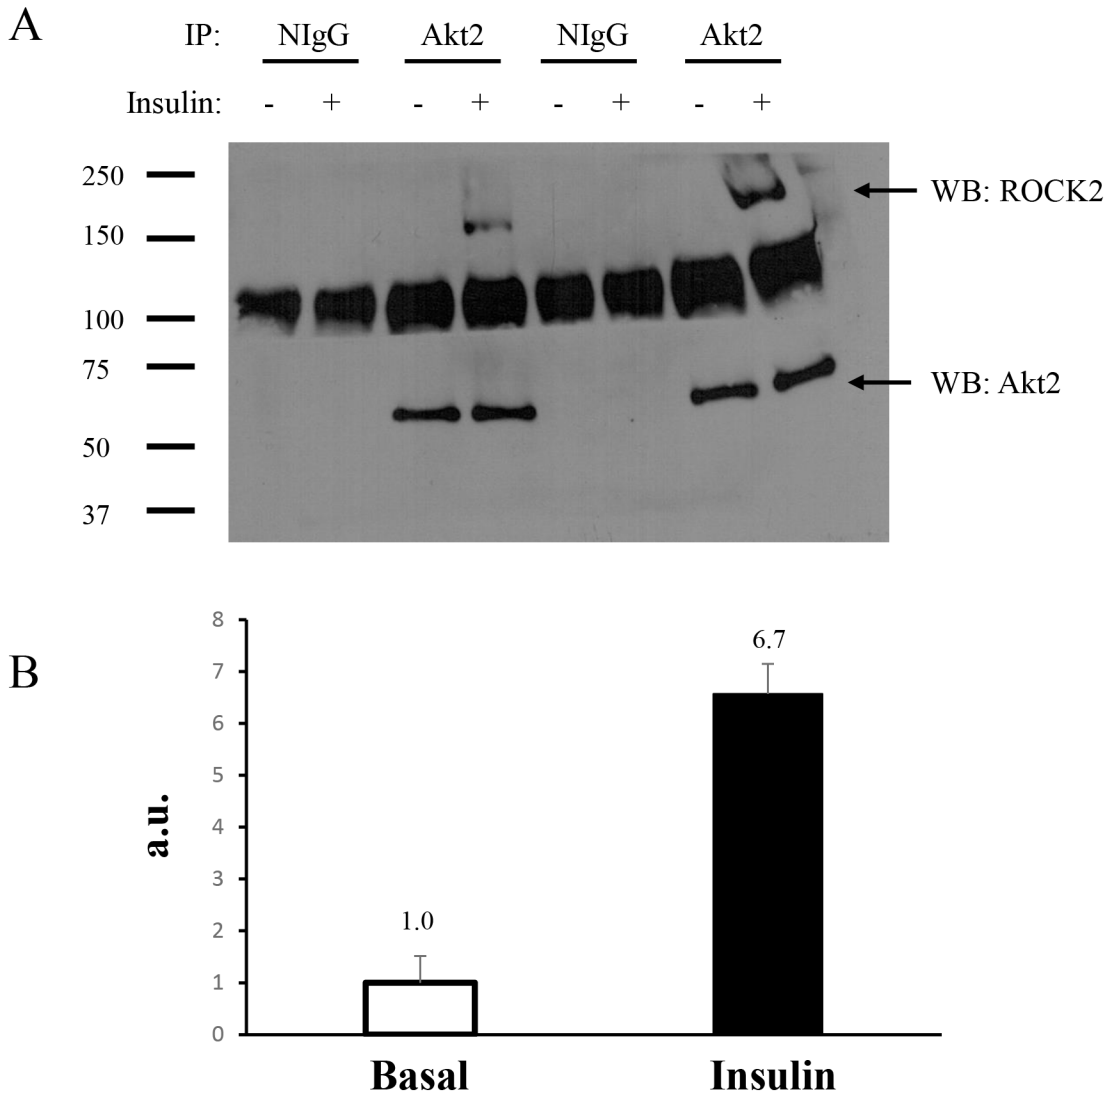 A
IP: NIgG Akt2 NIgG Akt2
Insulin: - + - + - + - +
250
WB: ROCK2
150
100
75
WB: Akt2
50
37
B
8
7
6
5
4
3
2
1
0
a.u.
6.7
1.0
Basal Insulin